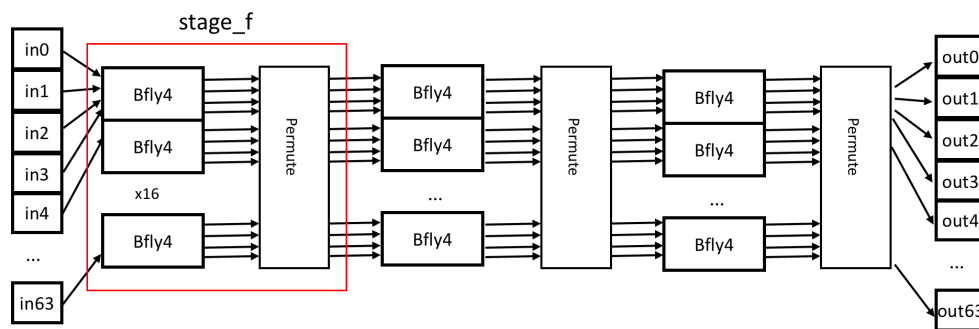 stage_f
in0
in1
in2
in3
in4
...
in63
Bfly4
Bfly4
x16
Bfly4
Permute
Bfly4
Bfly4
...
Bfly4
Permute
Bfly4
Bfly4
...
Bfly4
Permute
out0
out1
out2
out3
out4
...
out63